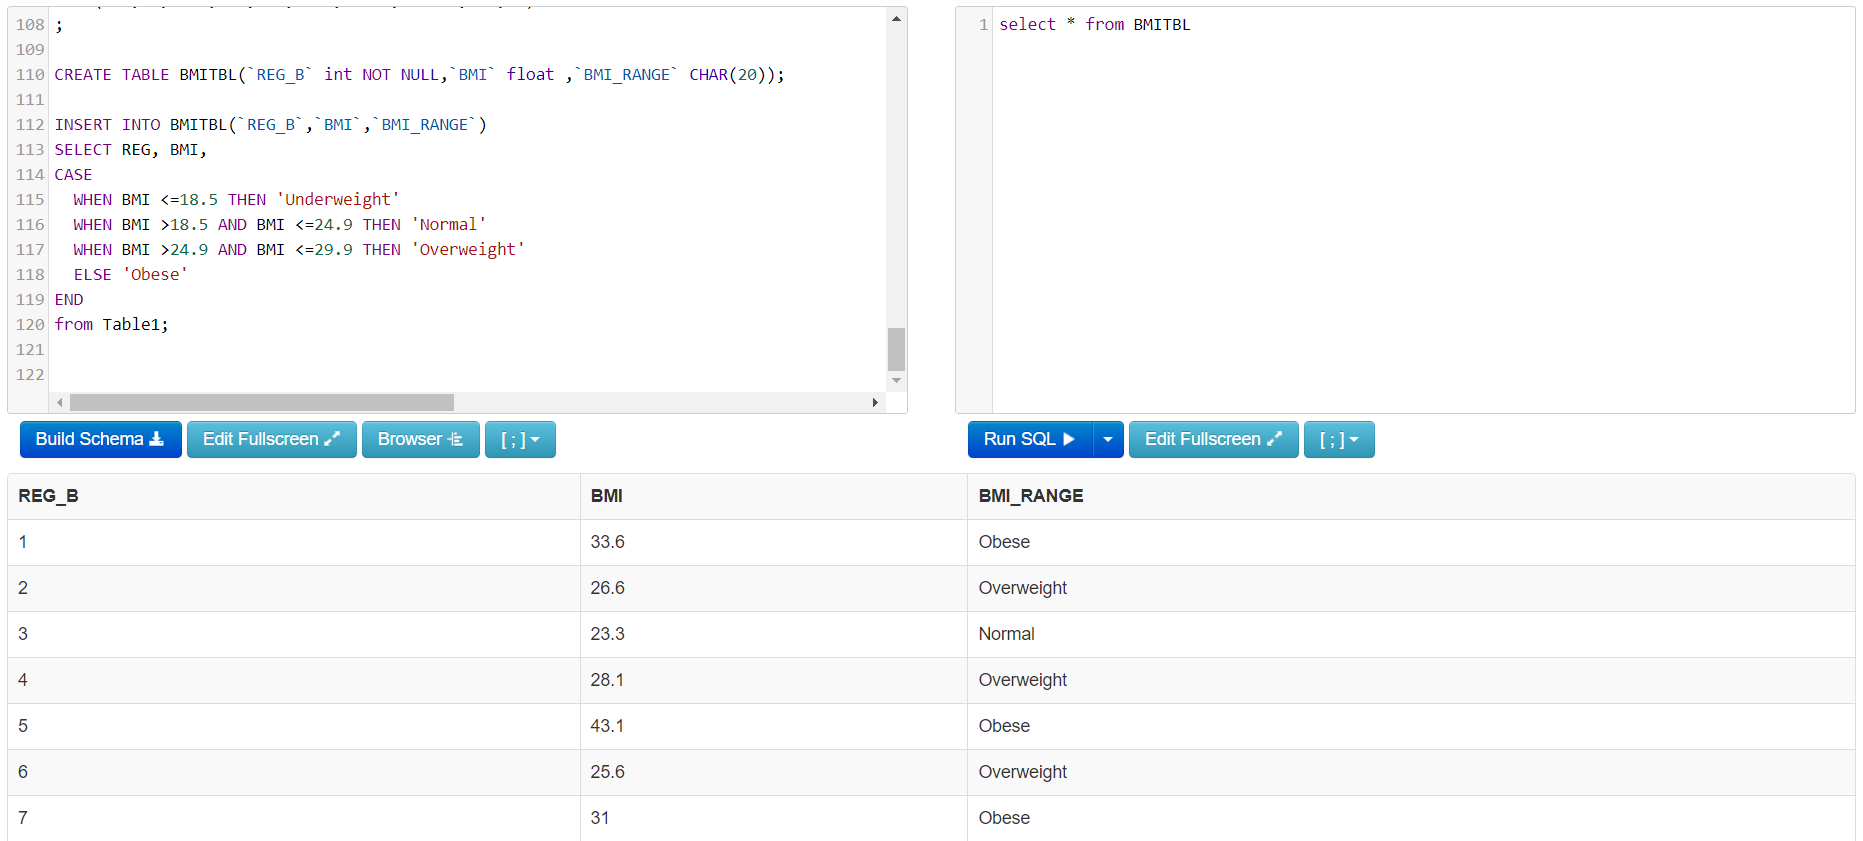 108 ;
109
110 CREATE TABLE BMITBL(`REG_B` int NOT NULL,`BMI` float ,`BMI_RANGE` CHAR(20));
111
112 INSERT INTO BMITBL(`REG_B`,`BMI`,`BMI_RANGE`)
113 SELECT REG, BMI,
114 CASE
115   WHEN BMI <=18.5 THEN 'Underweight'
116   WHEN BMI >18.5 AND BMI <=24.9 THEN 'Normal'
117   WHEN BMI >24.9 AND BMI <=29.9 THEN 'Overweight'
118   ELSE 'Obese'
119 END
120 from Table1;
121
122
1 select * from BMITBL
Build Schema Edit Fullscreen Browser [ ; ]
Run SQL Edit Fullscreen [ ; ]
REG_B BMI BMI_RANGE
1 33.6 Obese
2 26.6 Overweight
3 23.3 Normal
4 28.1 Overweight
5 43.1 Obese
6 25.6 Overweight
7 31 Obese